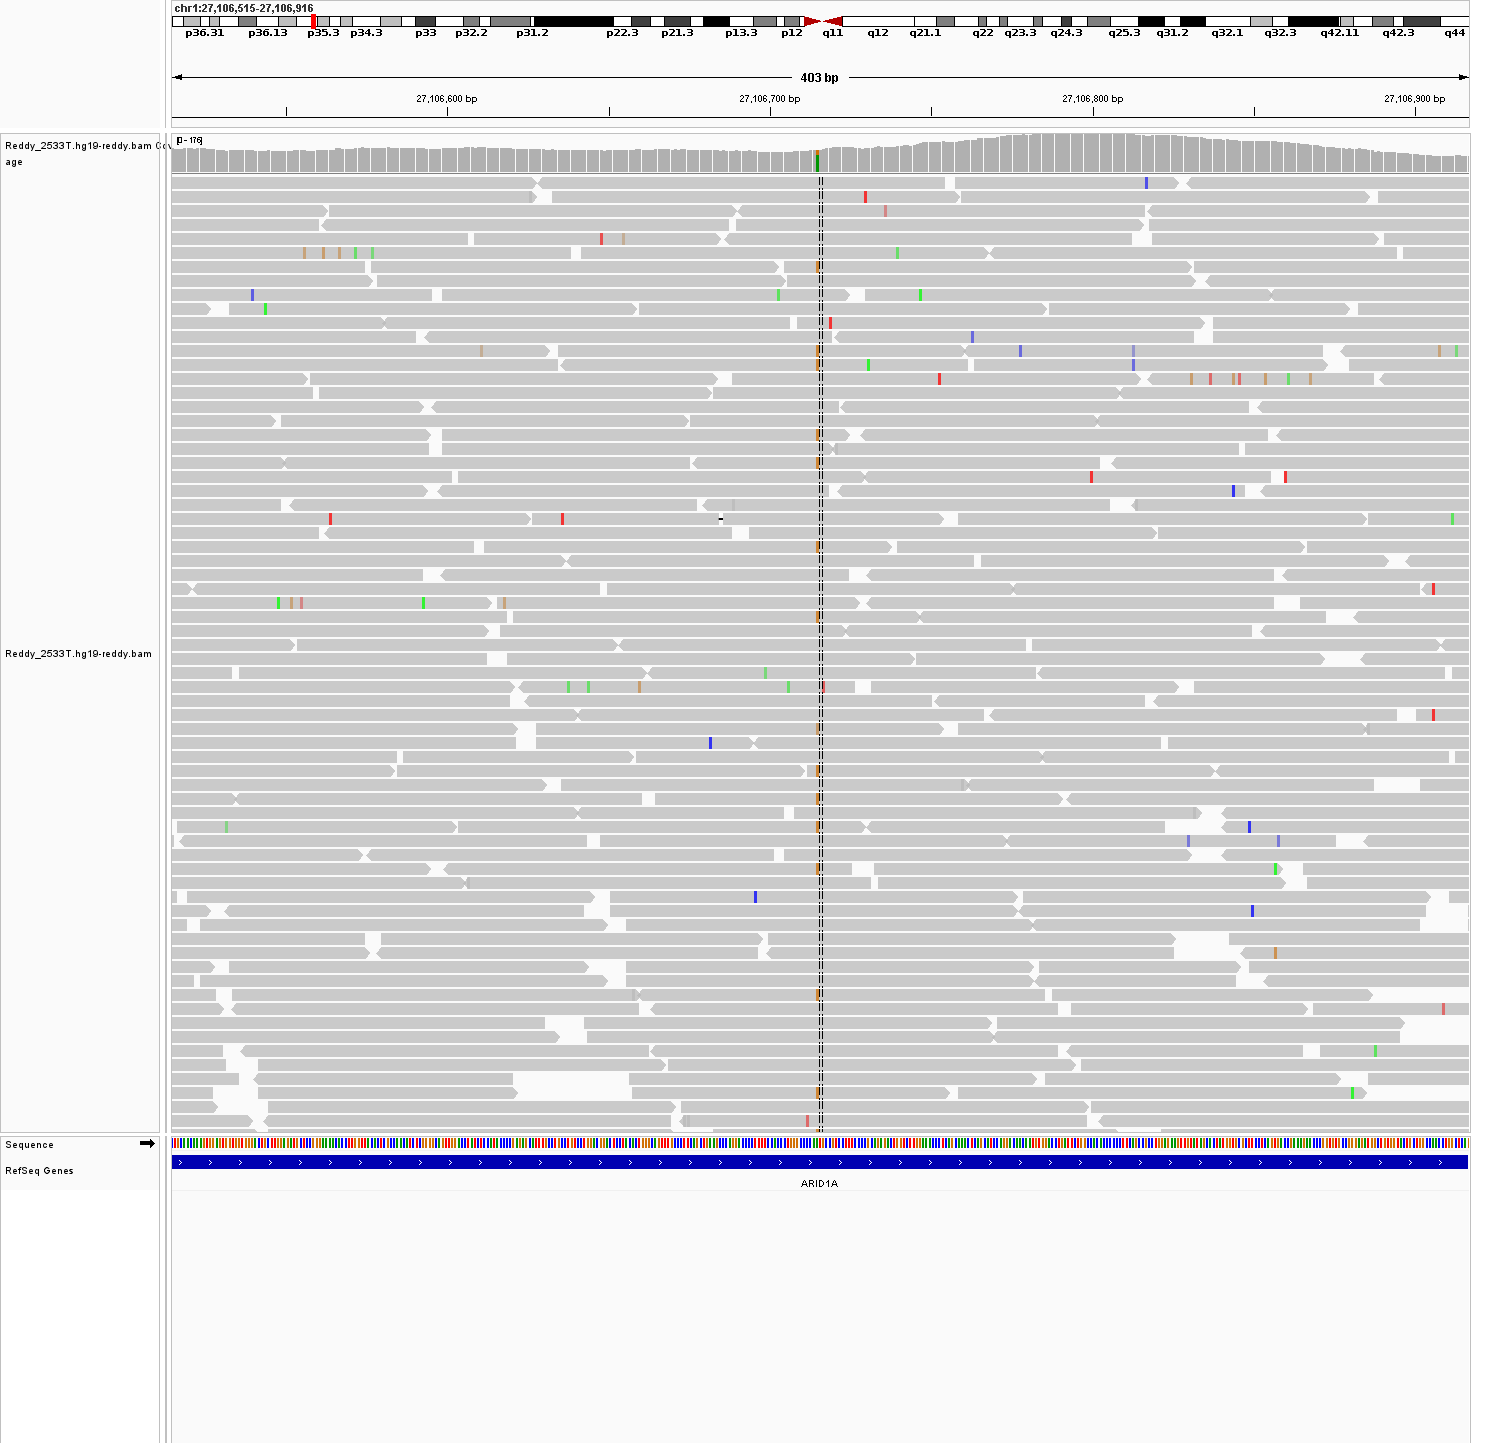 chr1:27,106,515-27,106,916
p36.31 p36.13 p35.3 p34.3 p33 p32.2 p31.2 p22.3 p21.3 p13.3 p12 q11 q12 q21.1 q22 q23.3 q24.3 q25.3 q31.2 q32.1 q32.3 q42.11 q42.3 q44
403 bp
27,106,600 bp 27,106,700 bp 27,106,800 bp 27,106,900 bp
[0 - 176]
Reddy_2533T.hg19-reddy.bam Cov
age
Reddy_2533T.hg19-reddy.bam
Sequence
RefSeq Genes
ARID1A